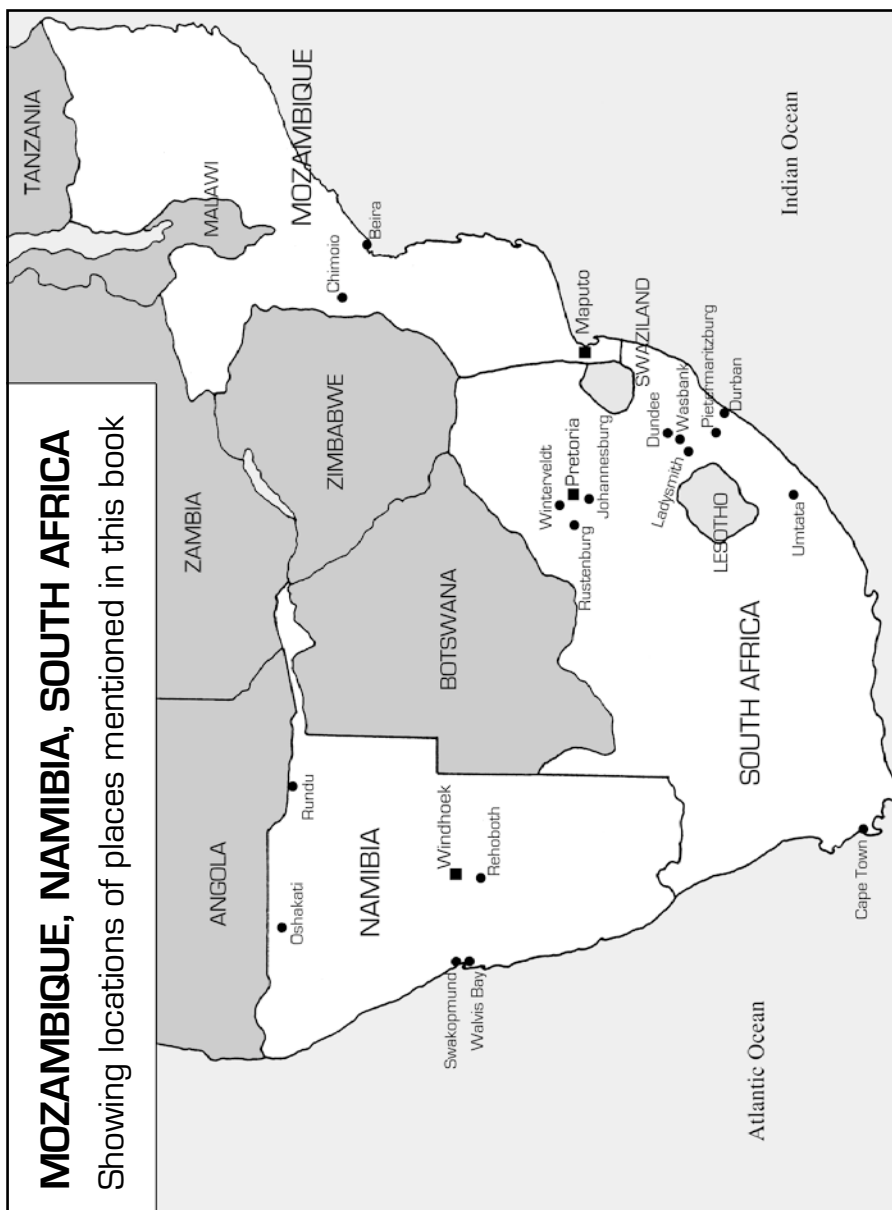 MOZAMBIQUE, NAMIBIA, SOUTH AFRICA
Showing locations of places mentioned in this book
TANZANIA
MALAWI
MOZAMBIQUE
ZAMBIA
ANGOLA
Chimoio
Beira
ZIMBABWE
Rundu
Oshakati
NAMIBIA
BOTSWANA
Windhoek
Rehoboth
Swakopmund
Walvis Bay
Maputo
SWAZILAND
Winterveldt
Pretoria
Johannesburg
Rustenburg
Dundee
Wasbank
Ladysmith
Pietermaritzburg
Durban
LESOTHO
Umtata
SOUTH AFRICA
Cape Town
Atlantic Ocean
Indian Ocean